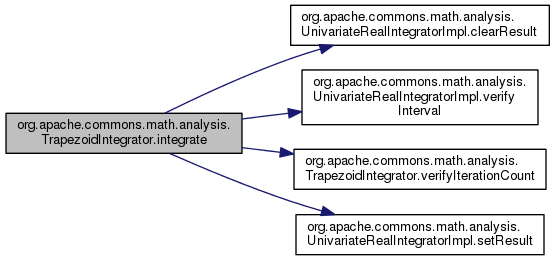 org.apache.commons.math.analysis.
UnivariateRealIntegratorImpl.clearResult
org.apache.commons.math.analysis.
UnivariateRealIntegratorImpl.verify
Interval
org.apache.commons.math.analysis.
TrapezoidIntegrator.integrate
org.apache.commons.math.analysis.
TrapezoidIntegrator.verifyIterationCount
org.apache.commons.math.analysis.
UnivariateRealIntegratorImpl.setResult